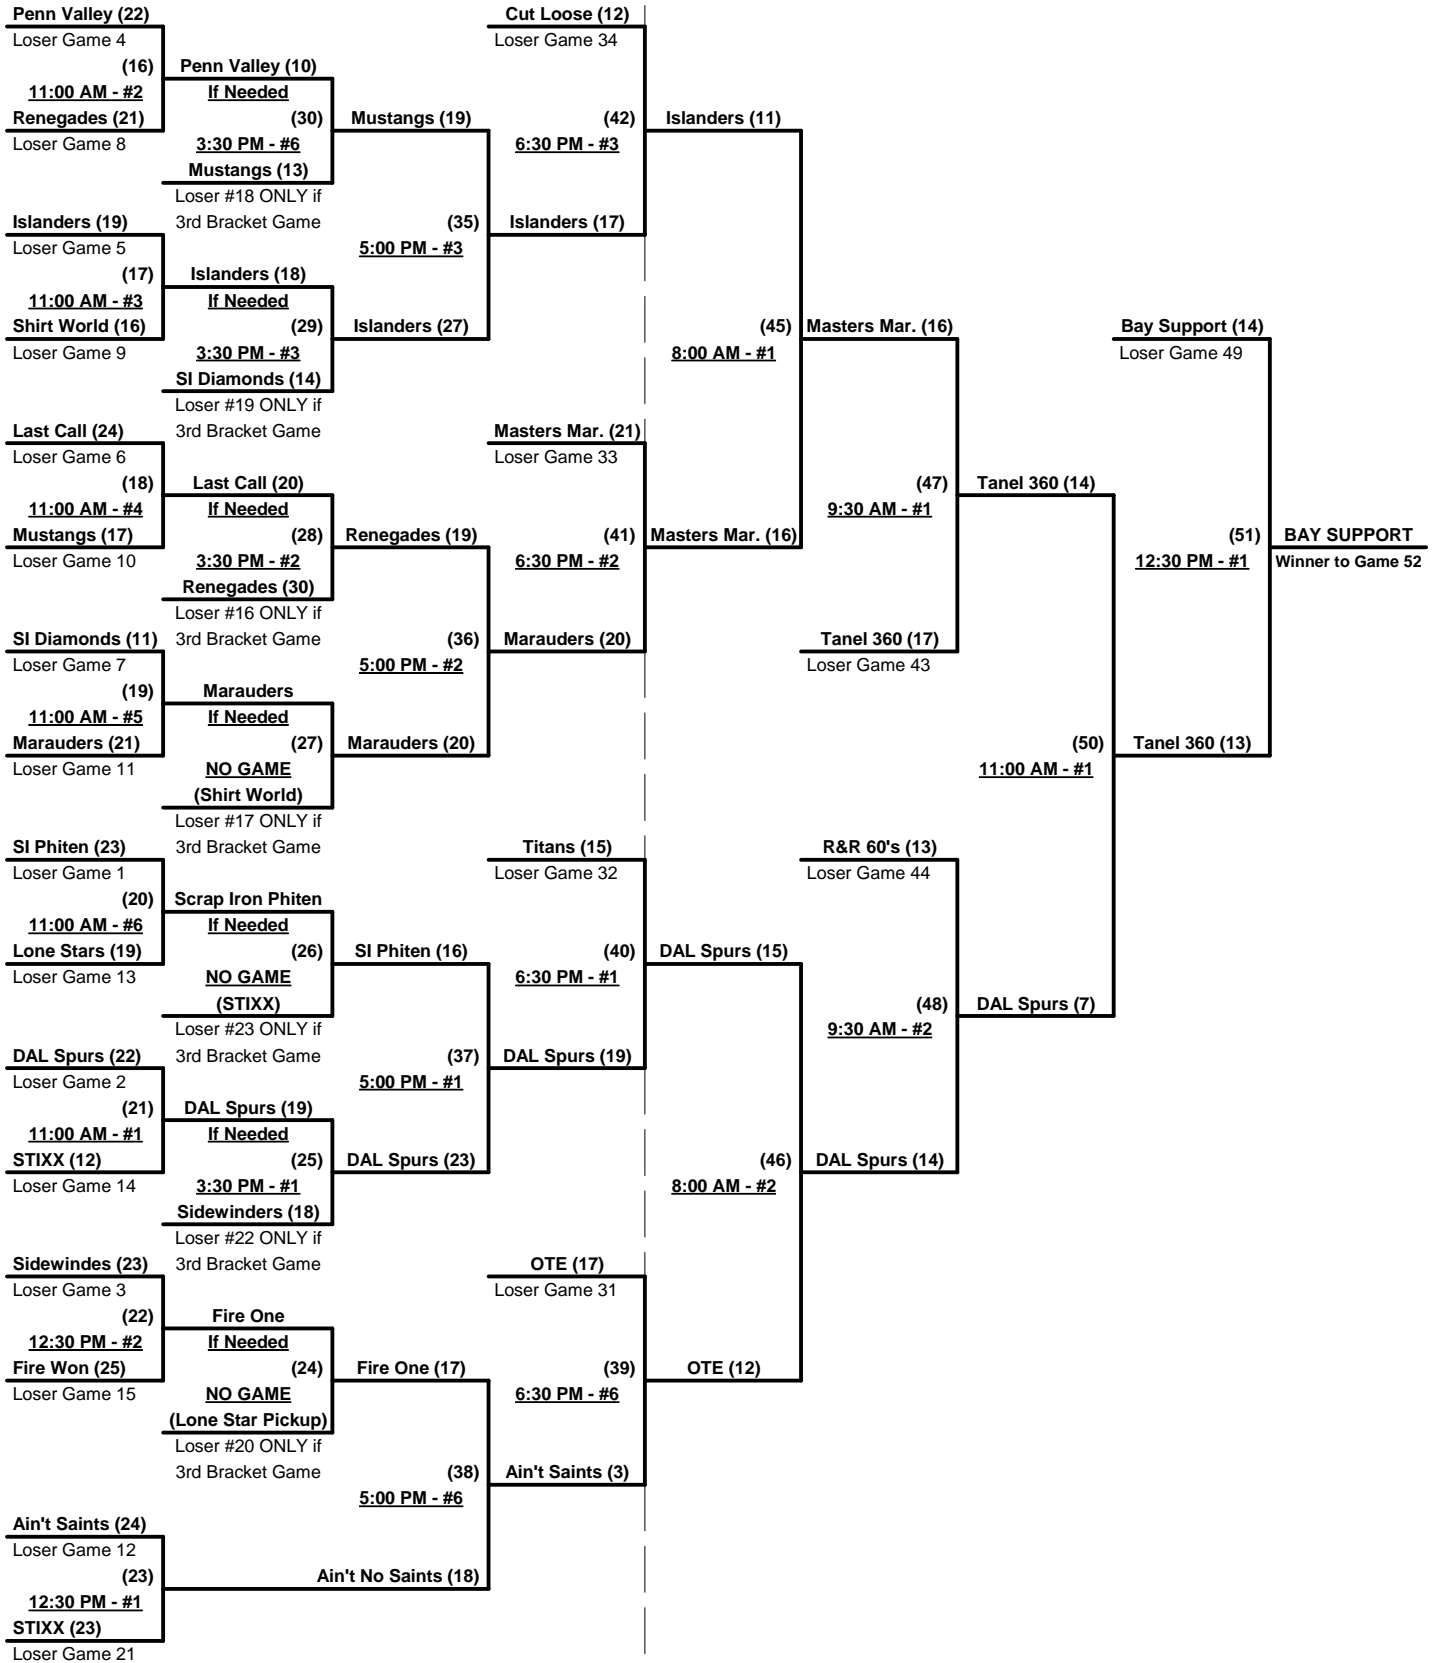 Penn Valley (22)
Loser Game 4
(16)
11:00 AM - #2
Renegades (21)
Loser Game 8
Islanders (19)
Loser Game 5
(17)
11:00 AM - #3
Shirt World (16)
Loser Game 9
Last Call (24)
Loser Game 6
(18)
11:00 AM - #4
Mustangs (17)
Loser Game 10
SI Diamonds (11)
Loser Game 7
(19)
11:00 AM - #5
Marauders (21)
Loser Game 11
SI Phiten (23)
Loser Game 1
(20)
11:00 AM - #6
Lone Stars (19)
Loser Game 13
DAL Spurs (22)
Loser Game 2
(21)
11:00 AM - #1
STIXX (12)
Loser Game 14
Sidewindes (23)
Loser Game 3
(22)
12:30 PM - #2
Fire Won (25)
Loser Game 15
Ain't Saints (24)
Loser Game 12
(23)
12:30 PM - #1
STIXX (23)
Loser Game 21
Penn Valley (10)
If Needed
(30)
3:30 PM - #6
Mustangs (13)
Loser #18 ONLY if
3rd Bracket Game
Islanders (18)
If Needed
(29)
3:30 PM - #3
SI Diamonds (14)
Loser #19 ONLY if
3rd Bracket Game
Last Call (20)
If Needed
(28)
3:30 PM - #2
Renegades (30)
Loser #16 ONLY if
3rd Bracket Game
Marauders
If Needed
(27)
NO GAME
(Shirt World)
Loser #17 ONLY if
3rd Bracket Game
Scrap Iron Phiten
If Needed
(26)
NO GAME
(STIXX)
Loser #23 ONLY if
3rd Bracket Game
DAL Spurs (19)
If Needed
(25)
3:30 PM - #1
Sidewinders (18)
Loser #22 ONLY if
3rd Bracket Game
Fire One
If Needed
(24)
NO GAME
(Lone Star Pickup)
Loser #20 ONLY if
3rd Bracket Game
Mustangs (19)
(35)
5:00 PM - #3
Islanders (27)
Renegades (19)
(36)
5:00 PM - #2
Marauders (20)
SI Phiten (16)
(37)
5:00 PM - #1
DAL Spurs (23)
Fire One (17)
(38)
5:00 PM - #6
Ain't No Saints (18)
Cut Loose (12)
Loser Game 34
(42)
6:30 PM - #3
Islanders (17)
Masters Mar. (21)
Loser Game 33
(41)
6:30 PM - #2
Marauders (20)
Titans (15)
Loser Game 32
(40)
6:30 PM - #1
DAL Spurs (19)
OTE (17)
Loser Game 31
(39)
6:30 PM - #6
Ain't Saints (3)
Islanders (11)
(45)
8:00 AM - #1
Masters Mar. (16)
DAL Spurs (15)
(46)
8:00 AM - #2
OTE (12)
Masters Mar. (16)
(47)
9:30 AM - #1
Tanel 360 (17)
Loser Game 43
R&R 60's (13)
Loser Game 44
(48)
9:30 AM - #2
DAL Spurs (14)
Tanel 360 (14)
(50)
11:00 AM - #1
DAL Spurs (7)
Bay Support (14)
Loser Game 49
(51)
12:30 PM - #1
Tanel 360 (13)
BAY SUPPORT
Winner to Game 52